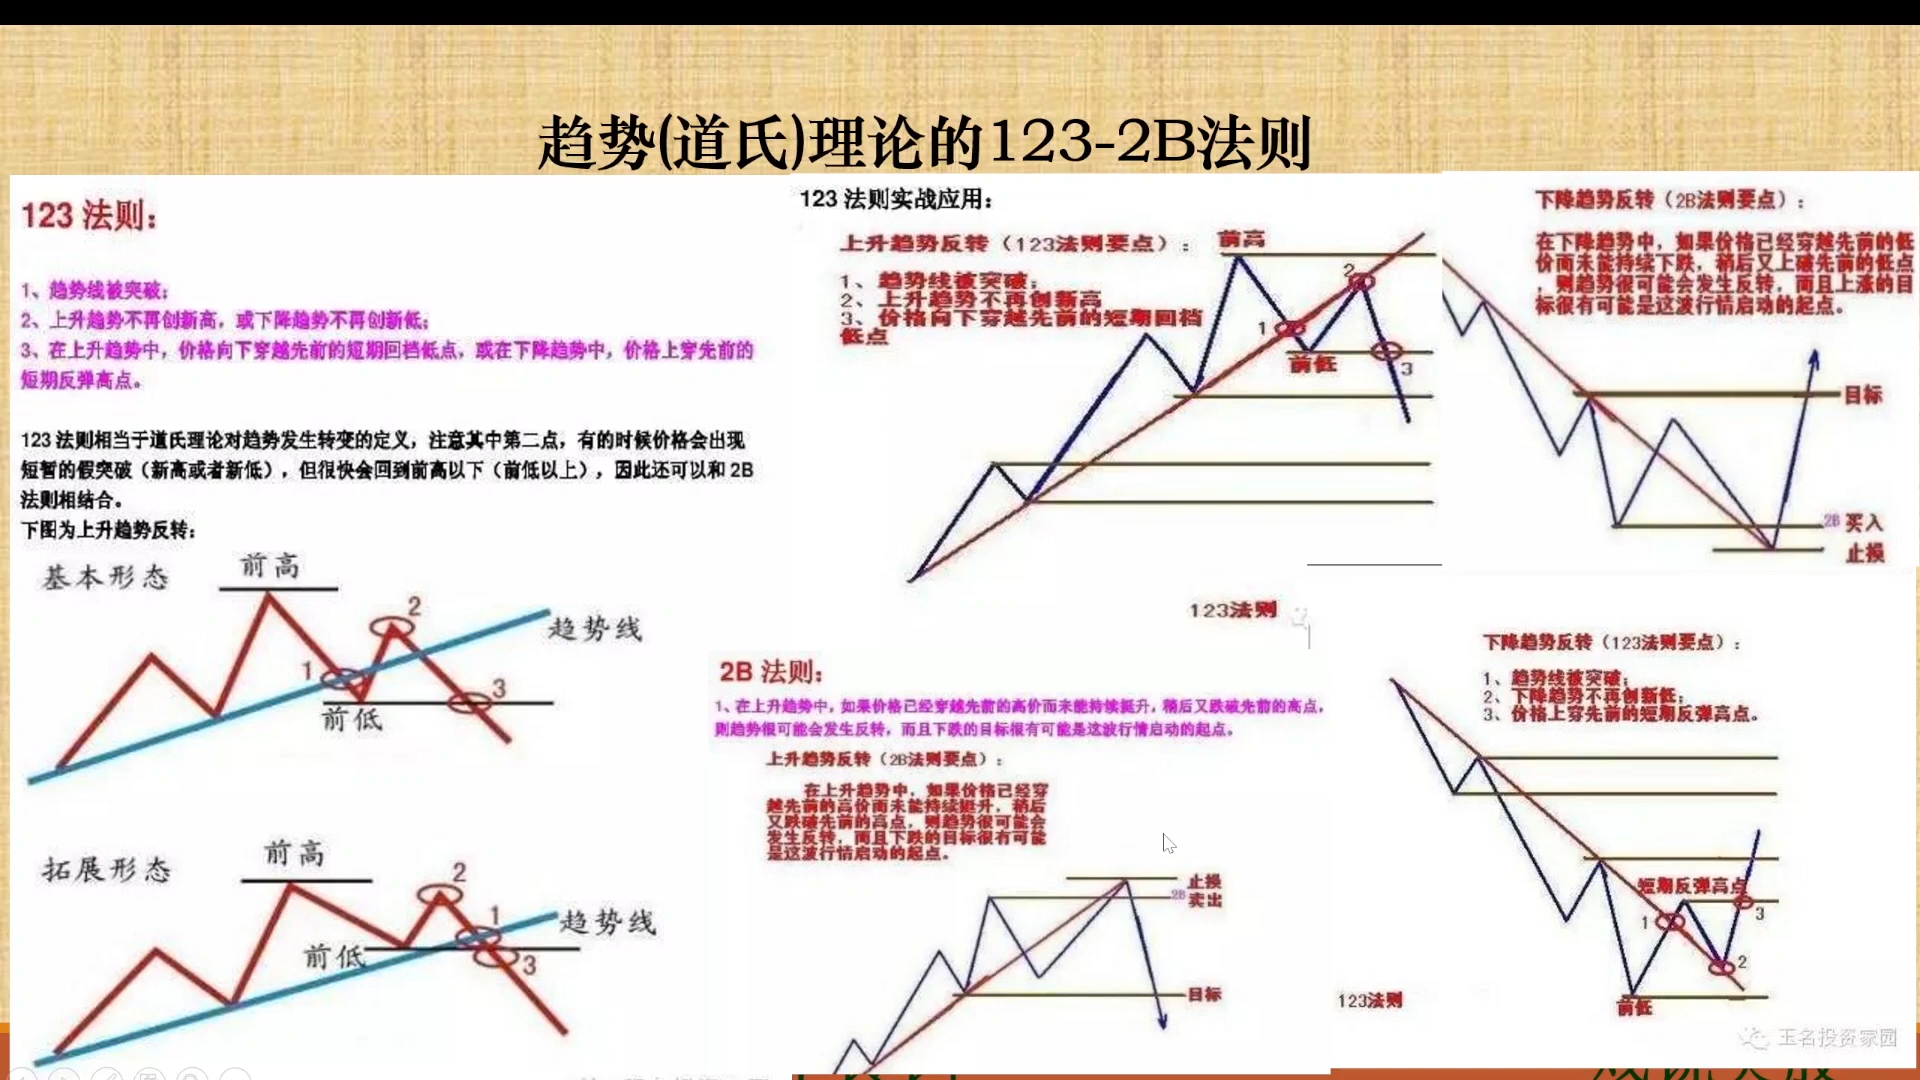 趋势(道氏)理论的123-2B法则
123 法则：
1、趋势线被突破；
2、上升趋势不再创新高，或下降趋势不再创新低；
3、在上升趋势中，价格向下穿越先前的短期回档低点，或在下降趋势中，价格上穿先前的
短期反弹高点。
123 法则相当于道氏理论对趋势发生转变的定义，注意其中第二点，有的时候价格会出现
短暂的假突破（新高或者新低），但很快会回到前高以下（前低以上），因此还可以和 2B
法则相结合。
下图为上升趋势反转：
基本形态
前高
2
趋势线
1
3
前低
拓展形态
前高
2
1
趋势线
前低
3
123 法则实战应用：
上升趋势反转（123法则要点）：
1、趋势线被突破；
2、上升趋势不再创新高
3、价格向下穿越先前的短期回档
低点
前高
2
1
前低
3
123法则
下降趋势反转（2B法则要点）：
在下降趋势中，如果价格已经穿越先前的低
价而未能持续下跌，稍后又上破先前的低点
，则趋势很可能会发生反转，而且上涨的目
标很有可能是这波行情启动的起点。
目标
2B 买入
止损
2B 法则：
1、在上升趋势中，如果价格已经穿越先前的高价而未能持续挺升，稍后又跌破先前的高点，
则趋势很可能会发生反转，而且下跌的目标很有可能是这波行情启动的起点。
上升趋势反转（2B法则要点）：
在上升趋势中，如果价格已经穿
越先前的高价而未能持续挺升，稍后
又跌破先前的高点，则趋势很可能会
发生反转，而且下跌的目标很有可能
是这波行情启动的起点。
止损
2B 卖出
目标
下降趋势反转（123法则要点）：
1、趋势线被突破；
2、下降趋势不再创新低；
3、价格上穿先前的短期反弹高点。
短期反弹高点
1
3
2
前低
123法则
玉名投资家园